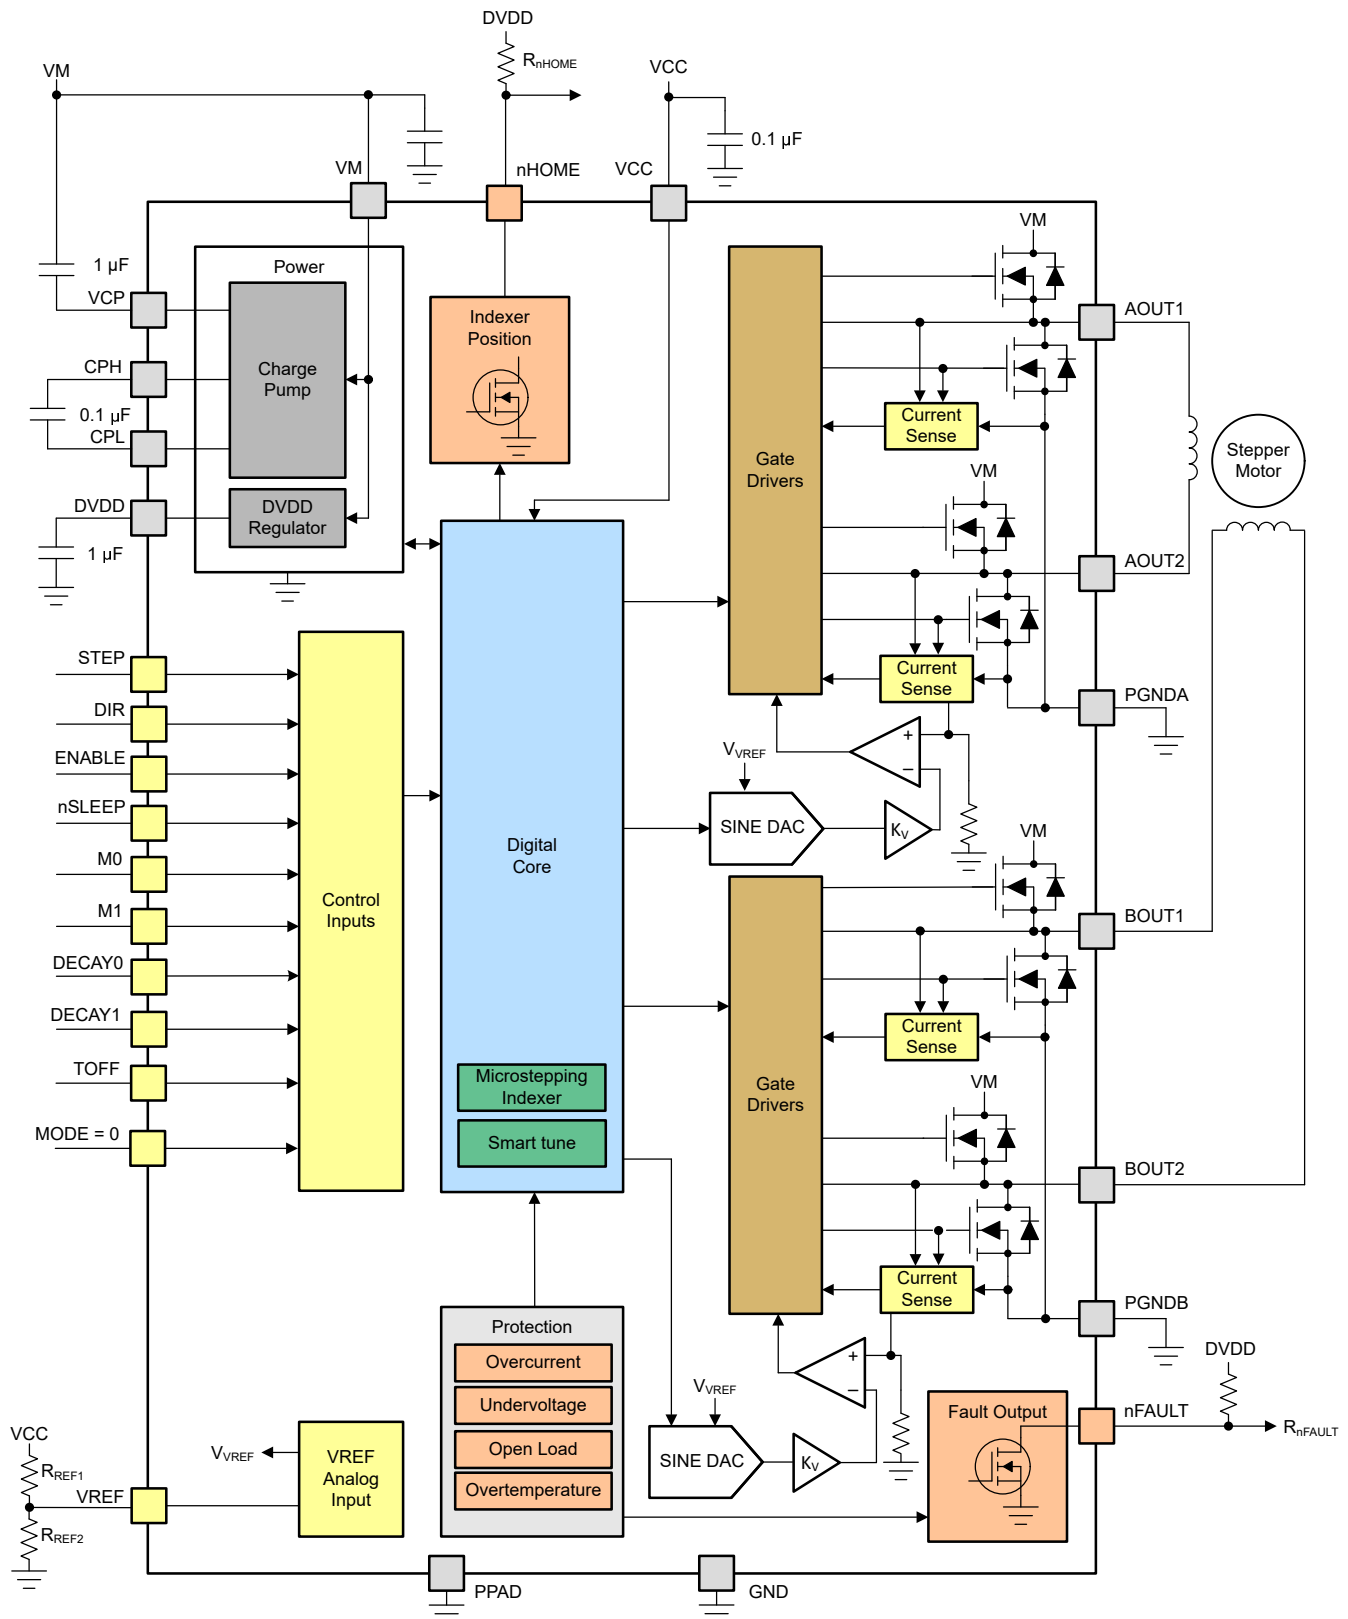 DVDD
RnHOME
VM
VCC
0.1 µF
VM
nHOME
VCC
VM
Power
1 µF
VCP
AOUT1
Indexer
Position
CPH
Charge
Pump
0.1 µF
CPL
Current
Sense
Stepper
Motor
Gate
Drivers
VM
DVDD
DVDD
Regulator
1 µF
AOUT2
STEP
Current
Sense
DIR
PGNDA
ENABLE
VVREF
+
−
nSLEEP
SINE DAC
KV
VM
M0
Digital
Core
Control
Inputs
M1
BOUT1
DECAY0
DECAY1
Current
Sense
TOFF
Microstepping
Indexer
Gate
Drivers
VM
MODE = 0
Smart tune
BOUT2
Current
Sense
PGNDB
Protection
DVDD
Overcurrent
+
−
VVREF
Undervoltage
Fault Output
nFAULT
RnFAULT
VCC
VVREF
VREF
Analog
Input
Open Load
SINE DAC
KV
RREF1
VREF
Overtemperature
RREF2
PPAD
GND